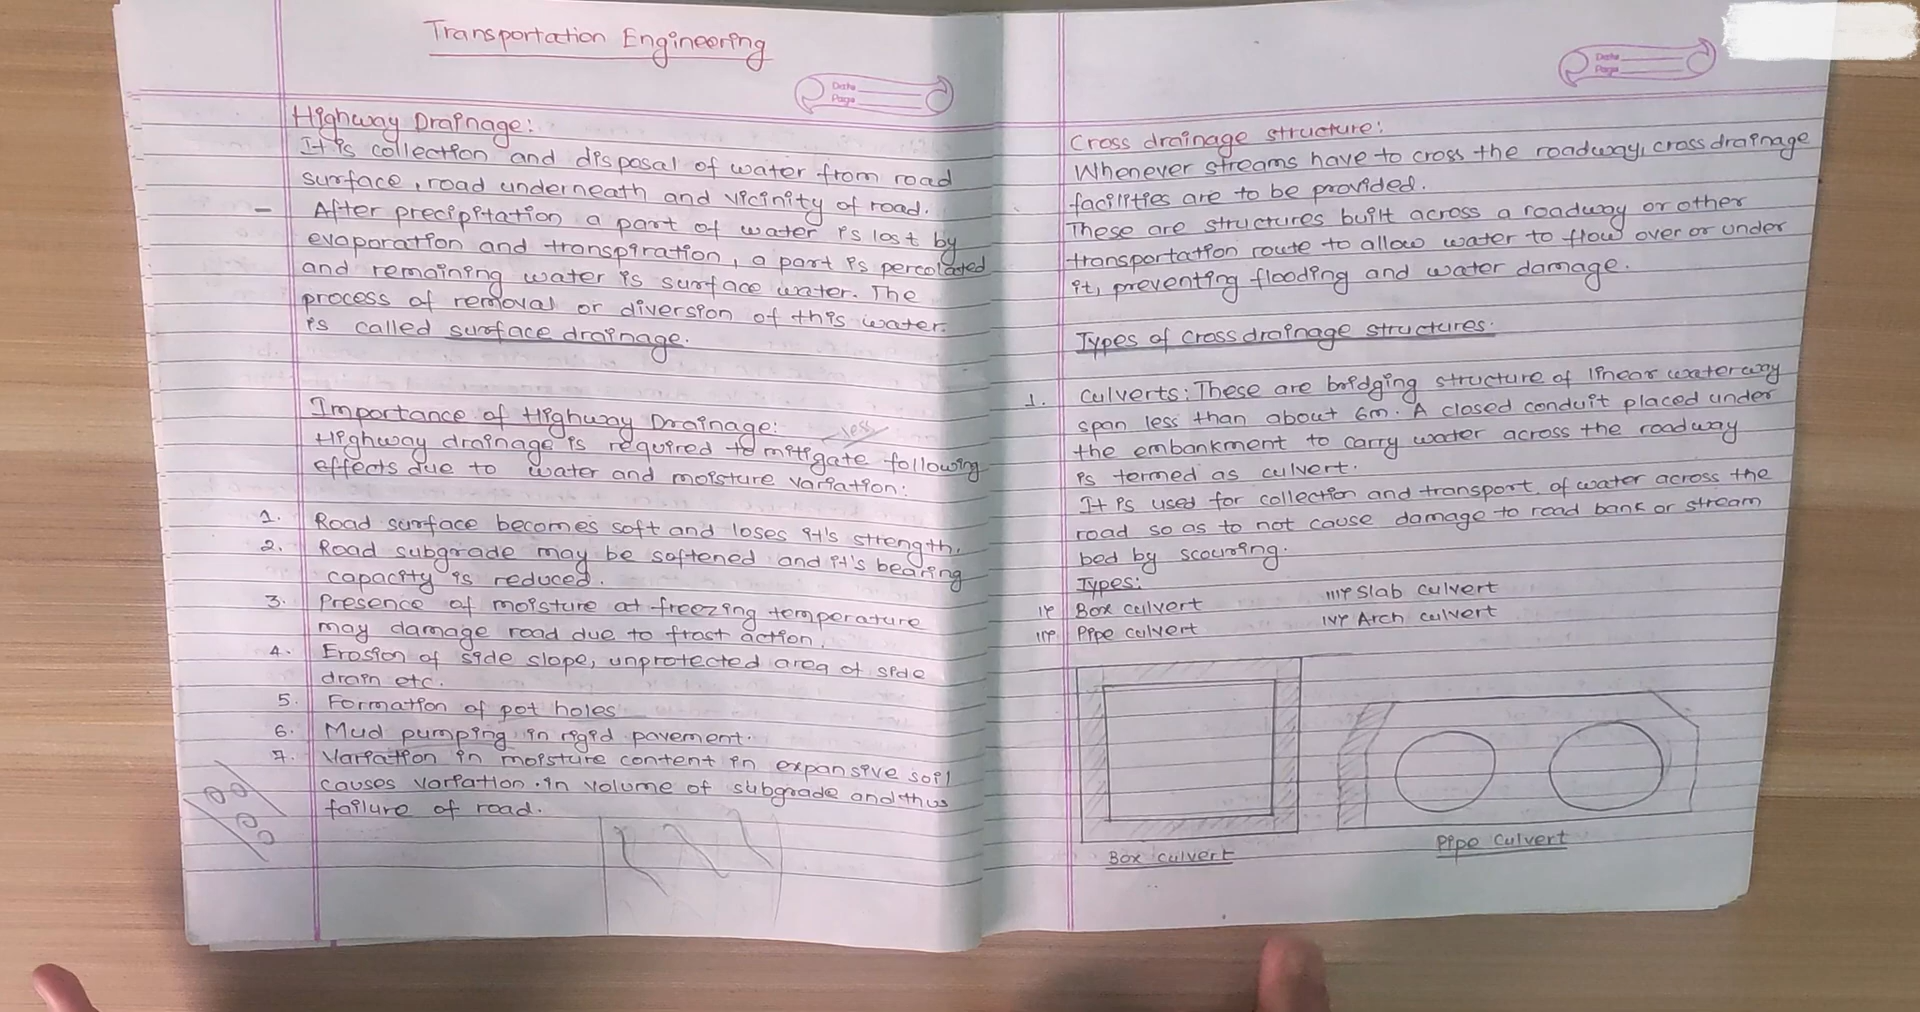 Transportation Engineering
Date
Page
Highway Drainage:
It is collection and disposal of water from road
surface, road underneath and vicinity of road.
- After precipitation a part of water is lost by
evaporation and transpiration, a part is percolated
and remaining water is surface water. The
process of removal or diversion of this water
is called surface drainage.
Importance of Highway Drainage:
Highway drainage is required to mitigate following
effects due to water and moisture variation:
1. Road surface becomes soft and loses it's strength.
2. Road subgrade may be softened and it's bearing
capacity is reduced.
3. Presence of moisture at freezing temperature
may damage road due to frost action.
4. Erosion of side slope, unprotected area of side
drain etc.
5. Formation of pot holes
6. Mud pumping in rigid pavement.
7. Variation in moisture content in expansive soil
causes variation in volume of subgrade and thus
failure of road.
Date
Page
Cross drainage structure:
Whenever streams have to cross the roadway, cross drainage
facilities are to be provided.
These are structures built across a roadway or other
transportation route to allow water to flow over or under
it, preventing flooding and water damage.
Types of cross drainage structures.
1. Culverts: These are bridging structure of linear waterway
span less than about 6m. A closed conduit placed under
the embankment to carry water across the roadway
is termed as culvert.
It is used for collection and transport of water across the
road so as to not cause damage to road bank or stream
bed by scouring.
Types:
i) Box culvert iii) Slab culvert
ii) Pipe culvert iv) Arch culvert
Box culvert
Pipe culvert